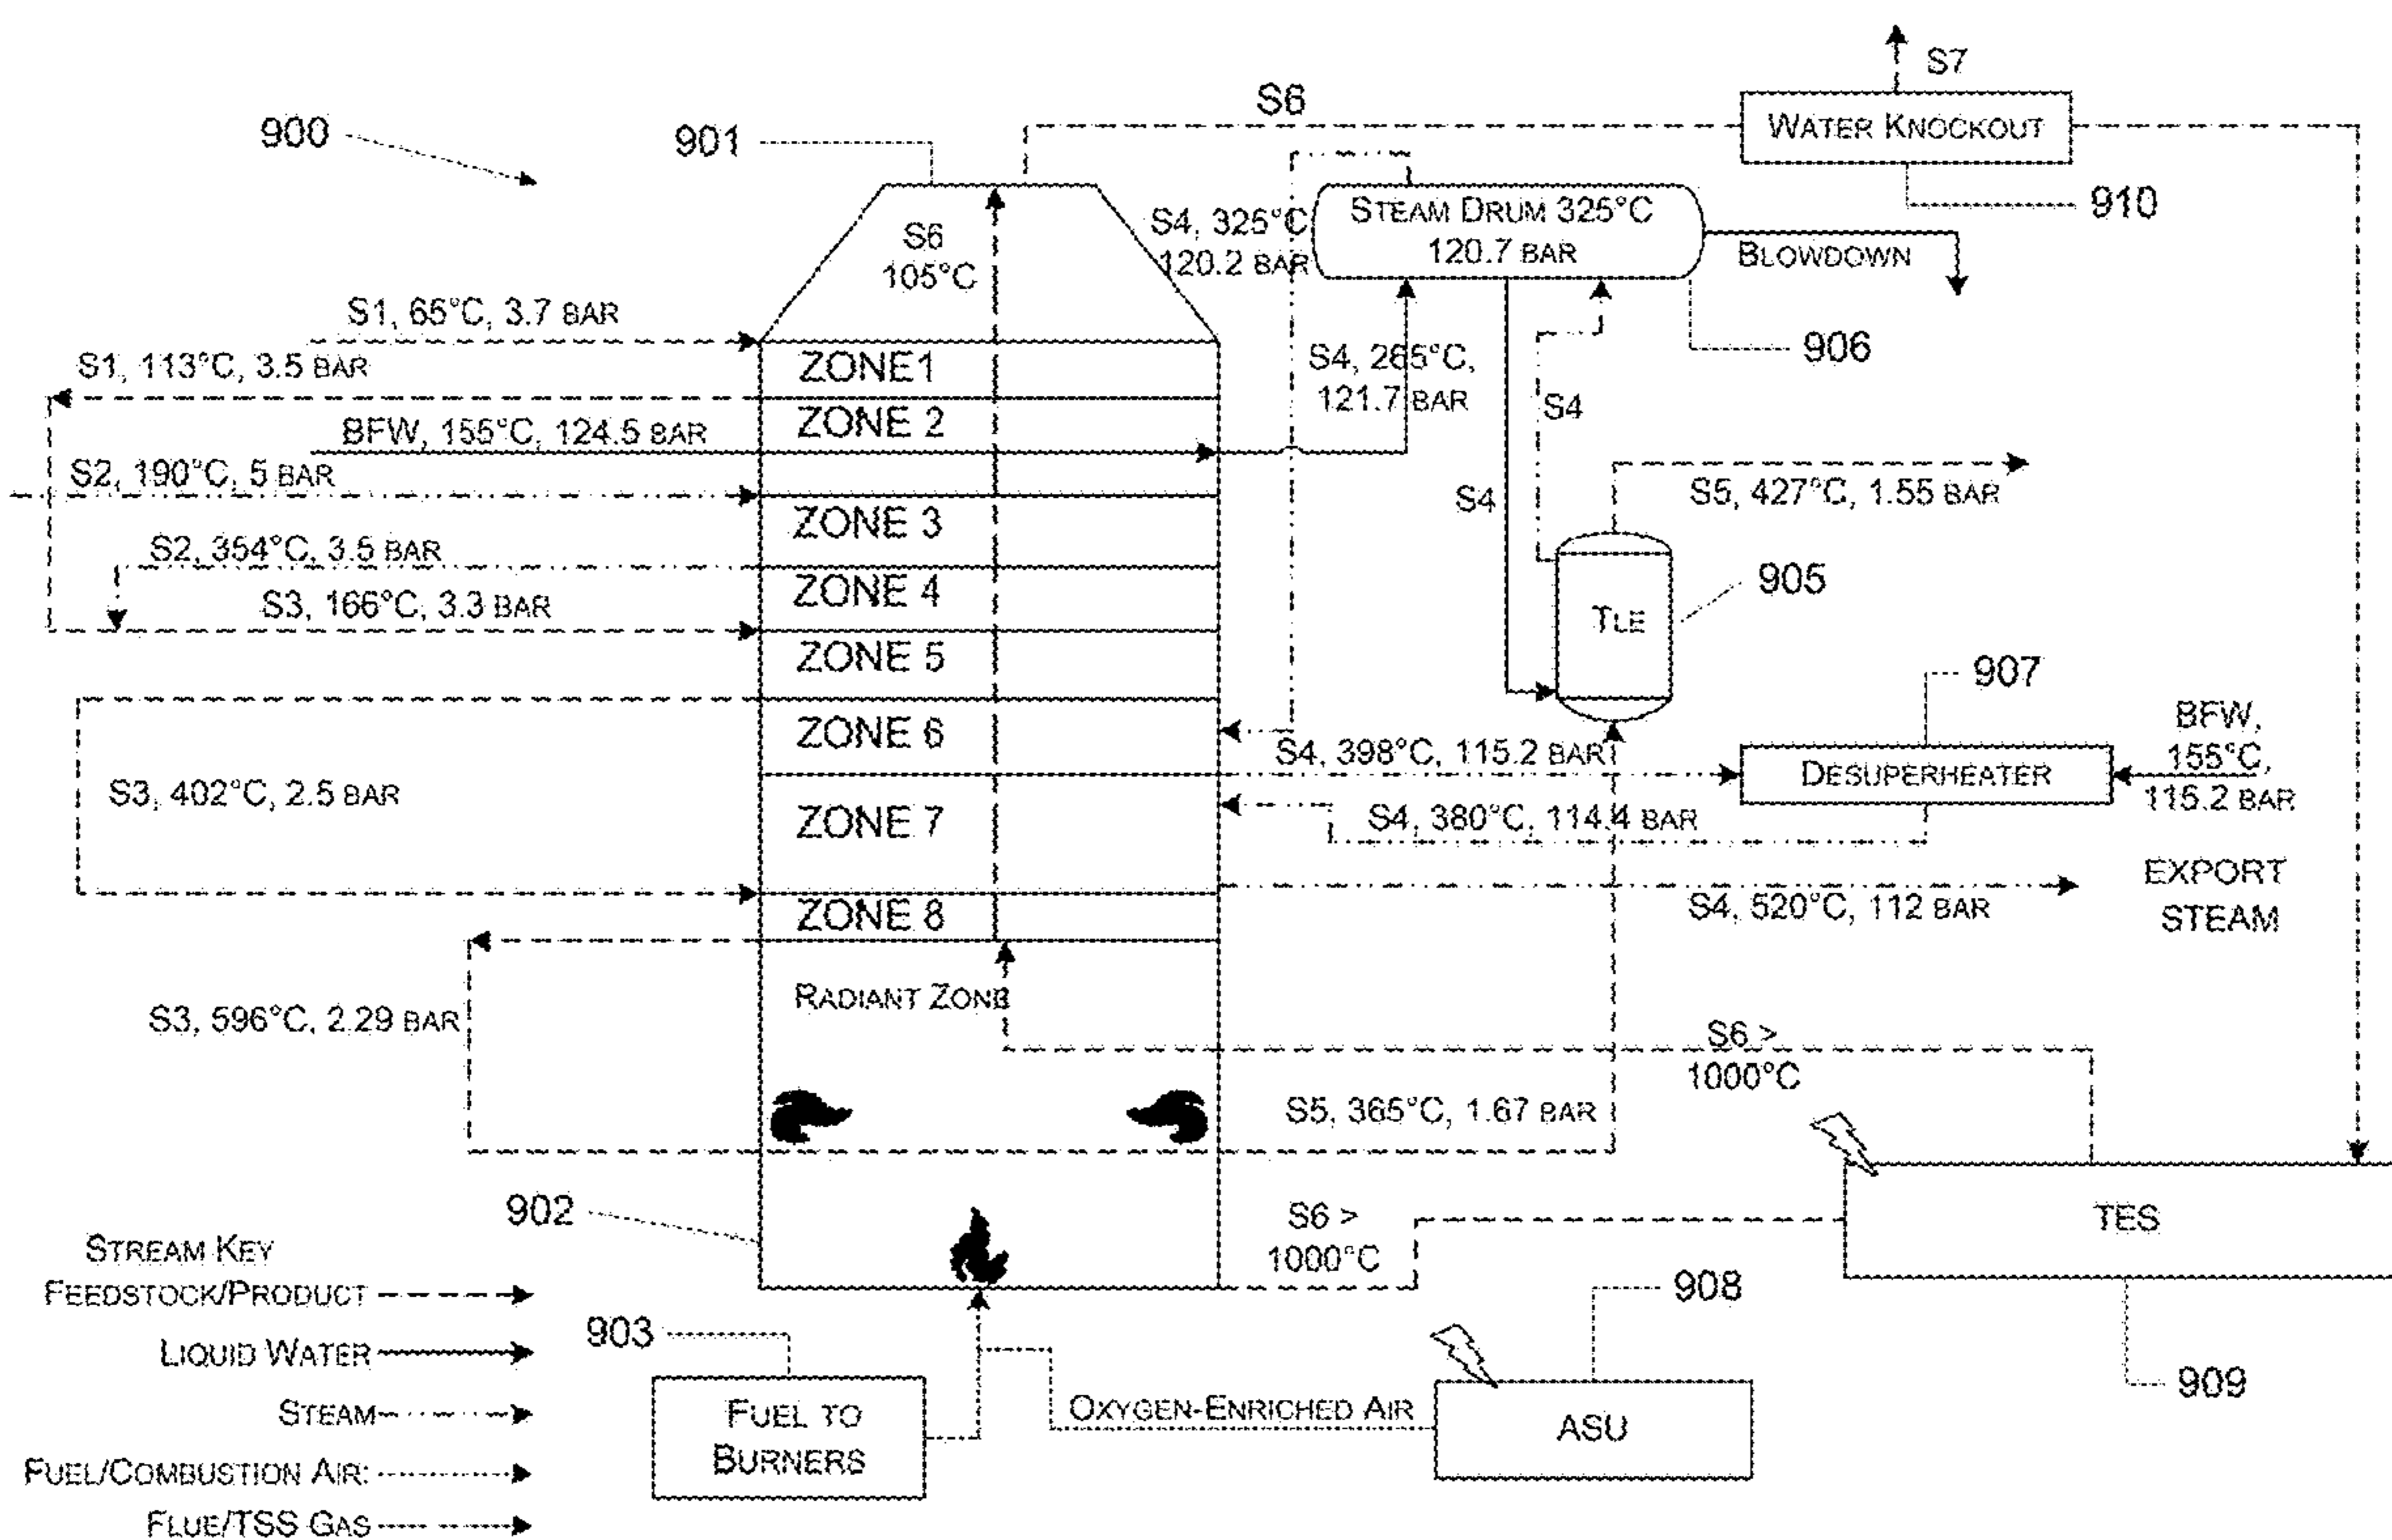 S7
S6
WATER KNOCKOUT
900
901
910
S6
105°C
S4, 325°C
120.2 BAR
STEAM DRUM 325°C
120.7 BAR
BLOWDOWN
S1, 65°C, 3.7 BAR
906
S1, 113°C, 3.5 BAR
ZONE1
S4, 265°C,
121.7 BAR
S4
BFW, 155°C, 124.5 BAR
ZONE 2
S2, 190°C, 5 BAR
S4
S5, 427°C, 1.55 BAR
ZONE 3
S2, 354°C, 3.5 BAR
ZONE 4
905
S3, 166°C, 3.3 BAR
TLE
ZONE 5
907
ZONE 6
BFW,
155°C,
115.2 BAR
S4, 398°C, 115.2 BAR
DESUPERHEATER
S3, 402°C, 2.5 BAR
ZONE 7
S4, 380°C, 114.4 BAR
EXPORT
STEAM
ZONE 8
S4, 520°C, 112 BAR
RADIANT ZONE
S3, 596°C, 2.29 BAR
S6 >
1000°C
S5, 365°C, 1.67 BAR
902
S6 >
1000°C
TES
STREAM KEY
FEEDSTOCK/PRODUCT
LIQUID WATER
STEAM
FUEL/COMBUSTION AIR:
FLUE/TSS GAS
903
908
909
FUEL TO
BURNERS
OXYGEN-ENRICHED AIR
ASU